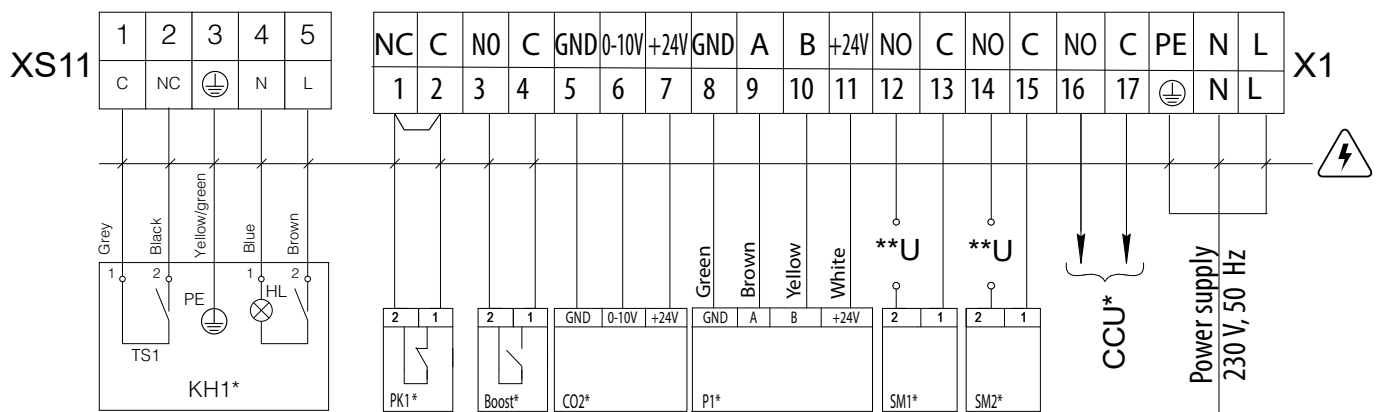 XS11
1 2 3 4 5
C NC N L
Grey
Black
Yellow/green
Blue
Brown
1 2 PE 1 2
HL
TS1
KH1*
NC C NO C GND 0-10V +24V GND A B +24V NO C NO C NO C PE N L
1 2 3 4 5 6 7 8 9 10 11 12 13 14 15 16 17 N L
X1
Green
Brown
Yellow
White
**U
**U
CCU*
Power supply
230 V, 50 Hz
2 1
PK1*
2 1
Boost*
GND 0-10V +24V
CO2*
GND A B +24V
P1*
2 1
SM1*
2 1
SM2*